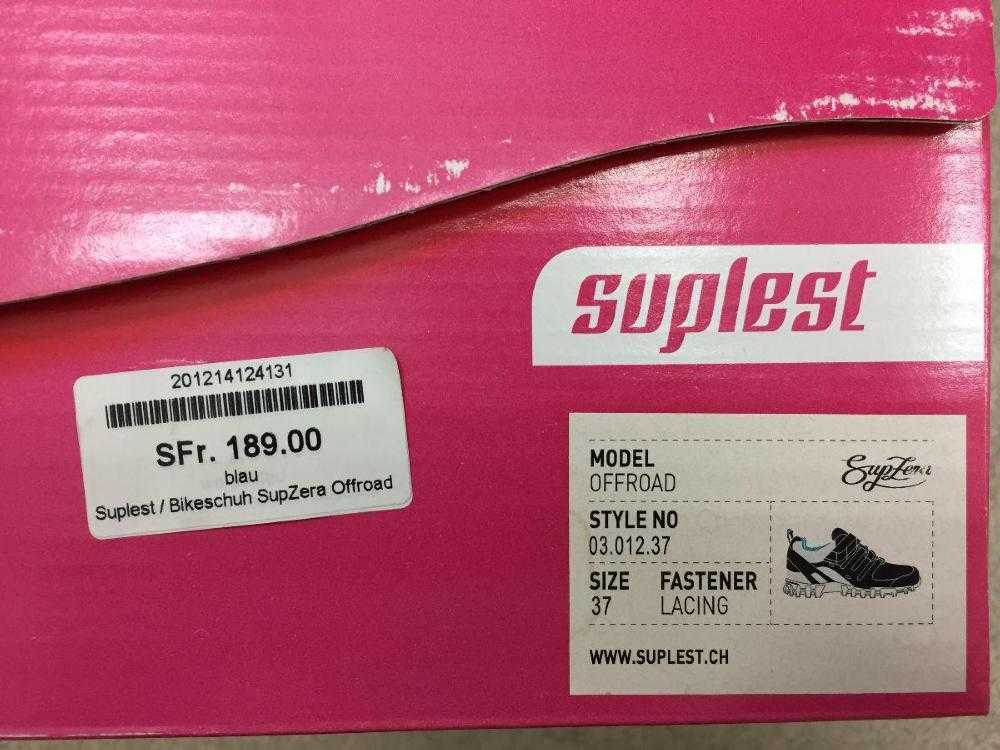 suplest
201214124131
SFr. 189.00
blau
Suplest / Bikeschuh SupZera Offroad
MODEL
OFFROAD
SupZera
STYLE NO
03.012.37
SIZE FASTENER
37 LACING
WWW.SUPLEST.CH